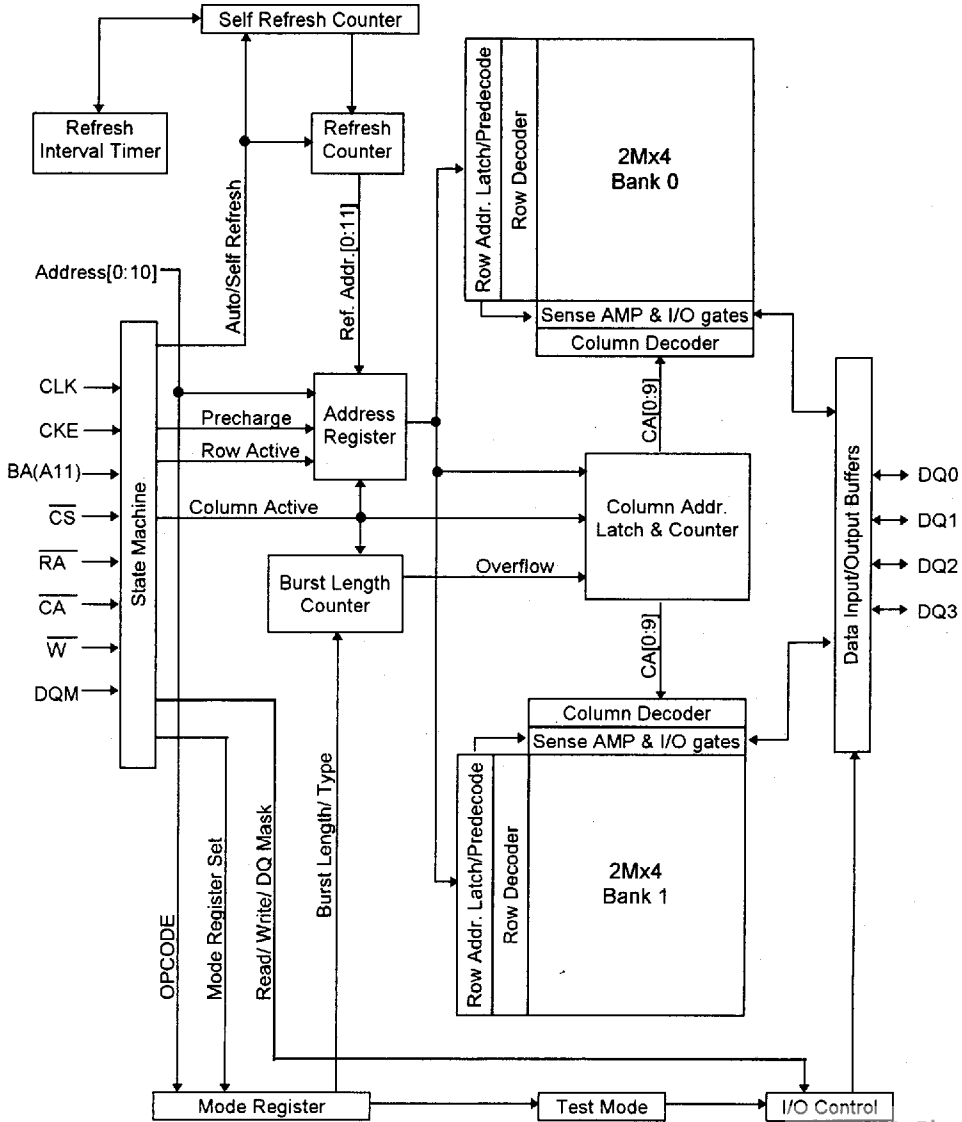 Self Refresh Counter
Refresh
Interval Timer
Refresh
Counter
Auto/Self Refresh
Ref. Addr.[0:11]
Address[0:10]
Row Addr. Latch/Predecode
Row Decoder
2Mx4
Bank 0
Sense AMP & I/O gates
Column Decoder
CLK
CKE
BA(A11)
CS
RA
CA
W
DQM
State Machine
Precharge
Row Active
Column Active
Address
Register
Burst Length
Counter
Overflow
CA[0:9]
Column Addr.
Latch & Counter
CA[0:9]
Data Input/Output Buffers
DQ0
DQ1
DQ2
DQ3
Column Decoder
Sense AMP & I/O gates
Row Addr. Latch/Predecode
Row Decoder
2Mx4
Bank 1
OPCODE
Mode Register Set
Read/ Write/ DQ Mask
Burst Length/ Type
Mode Register
Test Mode
I/O Control